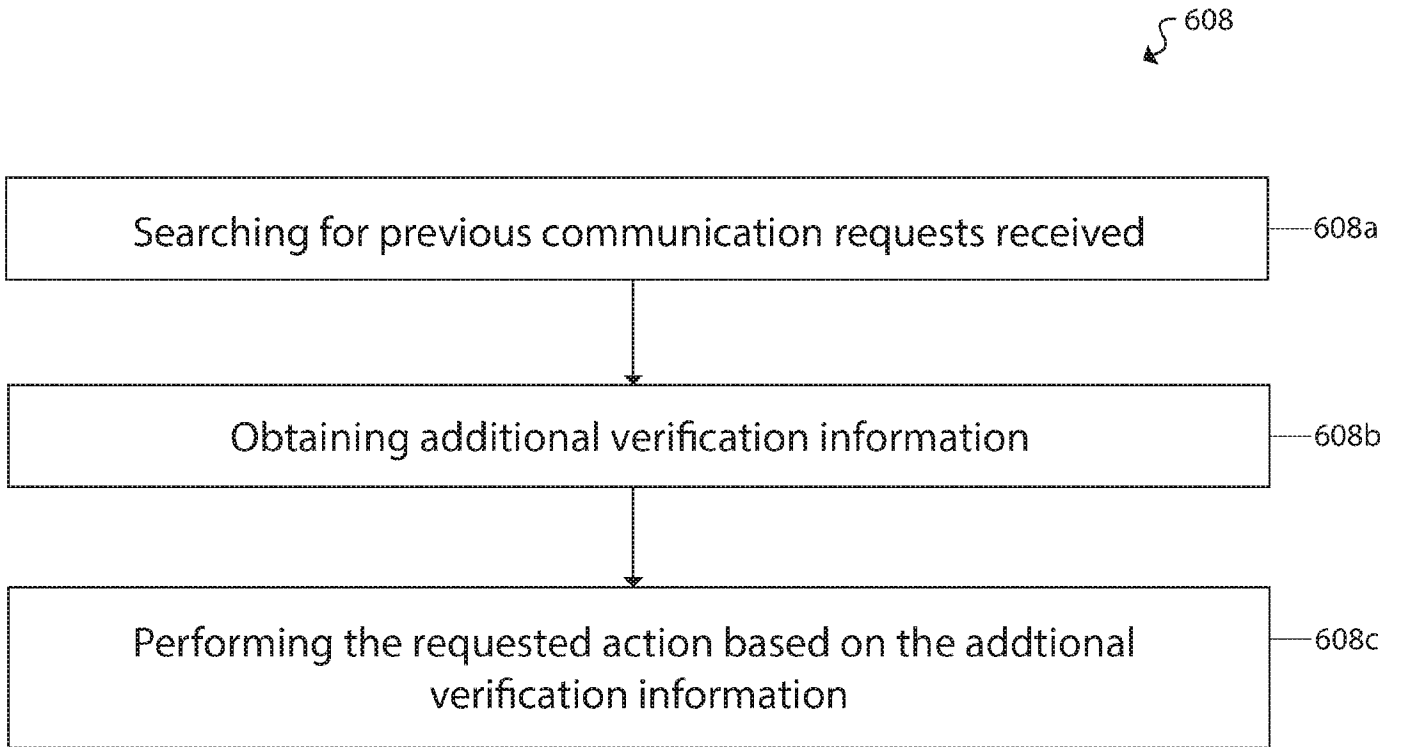 608
Searching for previous communication requests received
608a
Obtaining additional verification information
608b
Performing the requested action based on the addtional
verification information
608c